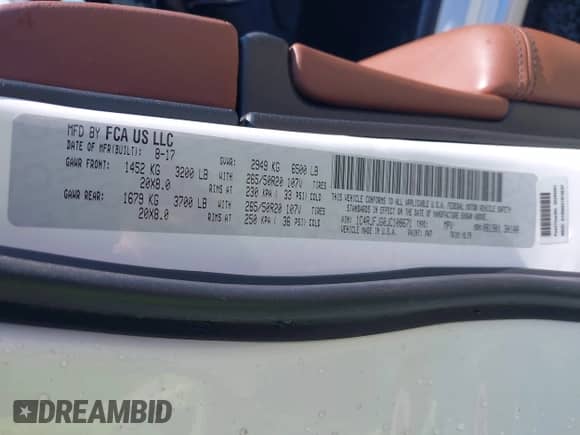 MFD BY FCA US LLC
DATE OF MFR(BUILT): 8-17 GVWR: 2949 KG 6500 LB
GAWR FRONT: 1452 KG 3200 LB 265/50R20 107V TIRES
20X8.0 RIMS AT 230 KPA ( 33 PSI) COLD
GAWR REAR: 1679 KG 3700 LB 265/50R20 107V TIRES
20X8.0 RIMS AT 250 KPA ( 36 PSI) COLD
THIS VEHICLE CONFORMS TO ALL APPLICABLE U.S.A. FEDERAL MOTOR VEHICLE SAFETY
STANDARDS IN EFFECT ON THE DATE OF MANUFACTURE SHOWN ABOVE.
MADE IN U.S.A. PAINT:
TYPE: MPV
DREAMBID